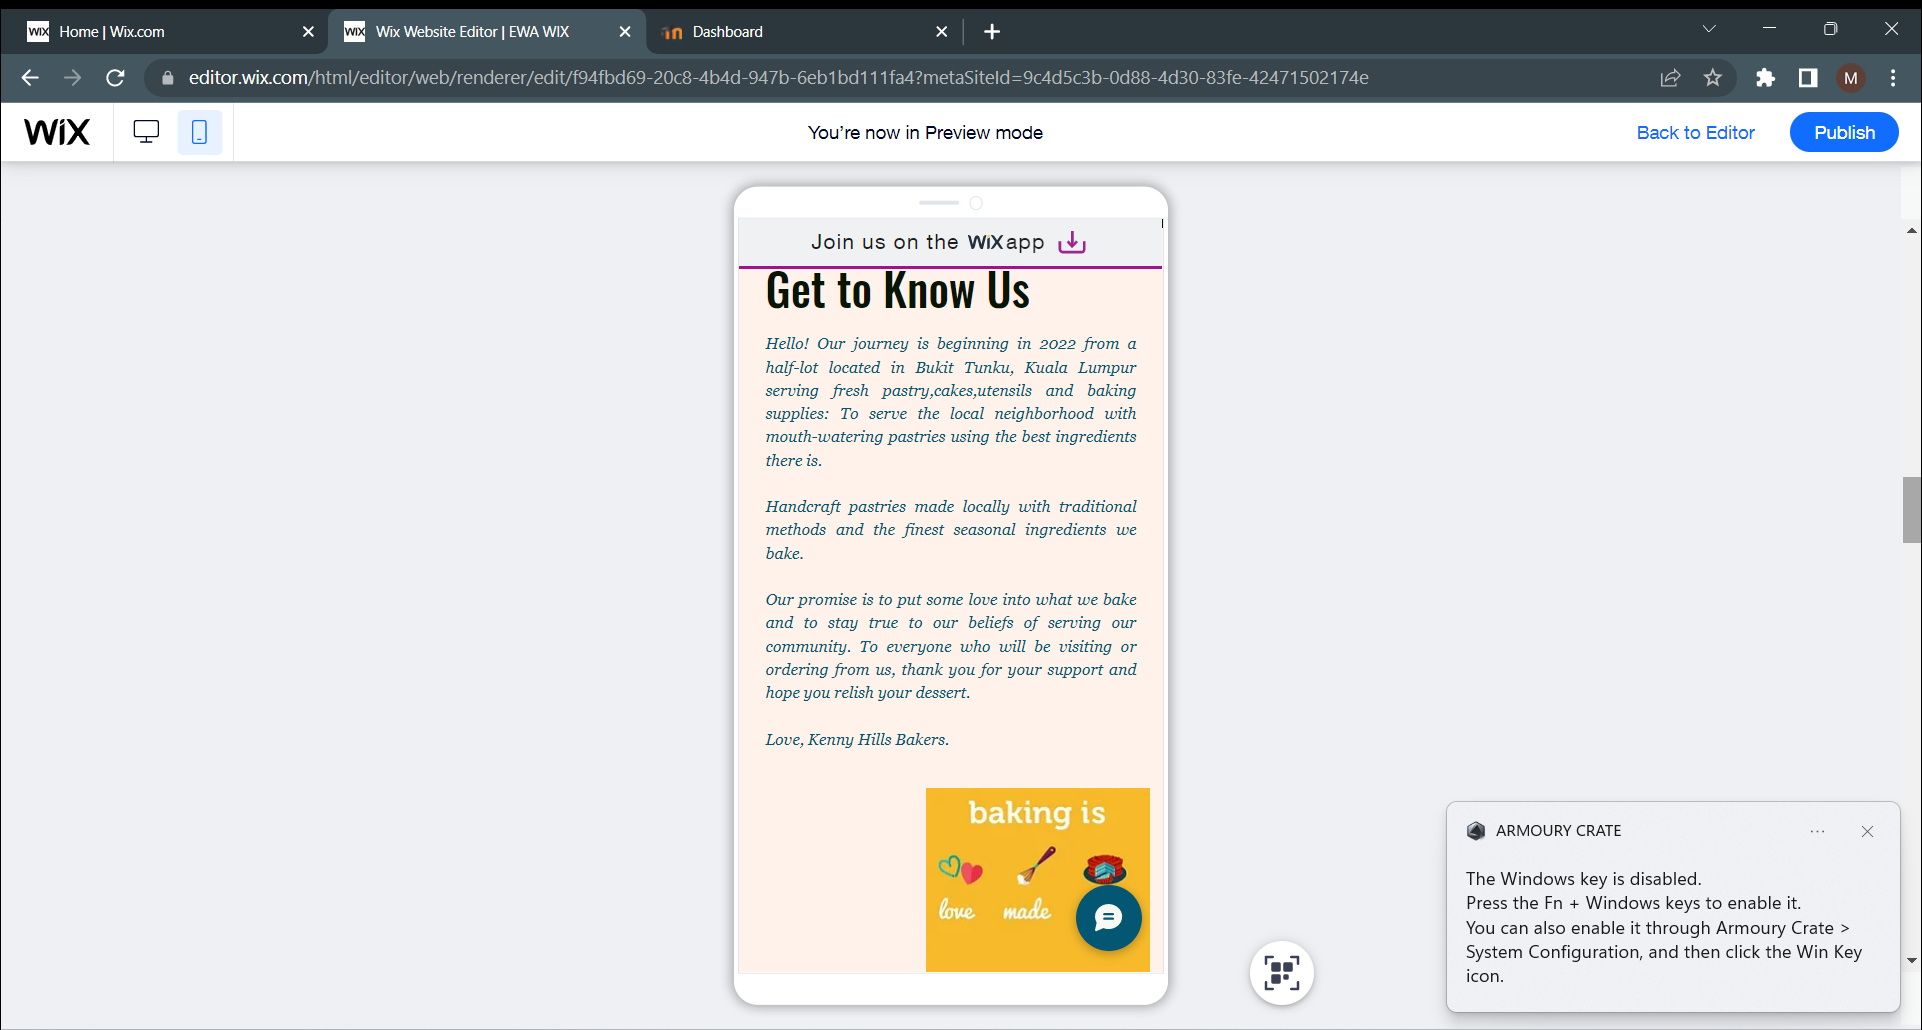 WiX Home | Wix.com
WiX Wix Website Editor | EWA WIX
Dashboard
editor.wix.com/html/editor/web/renderer/edit/f94fbd69-20c8-4b4d-947b-6eb1bd111fa4?metaSiteId=9c4d5c3b-0d88-4d30-83fe-42471502174e
M
WiX
You're now in Preview mode
Back to Editor
Publish
Join us on the WiX app
Get to Know Us
Hello! Our journey is beginning in 2022 from a
half-lot located in Bukit Tunku, Kuala Lumpur
serving fresh pastry,cakes,utensils and baking
supplies: To serve the local neighborhood with
mouth-watering pastries using the best ingredients
there is.
Handcraft pastries made locally with traditional
methods and the finest seasonal ingredients we
bake.
Our promise is to put some love into what we bake
and to stay true to our beliefs of serving our
community. To everyone who will be visiting or
ordering from us, thank you for your support and
hope you relish your dessert.
Love, Kenny Hills Bakers.
baking is
love made
ARMOURY CRATE
The Windows key is disabled.
Press the Fn + Windows keys to enable it.
You can also enable it through Armoury Crate >
System Configuration, and then click the Win Key
icon.